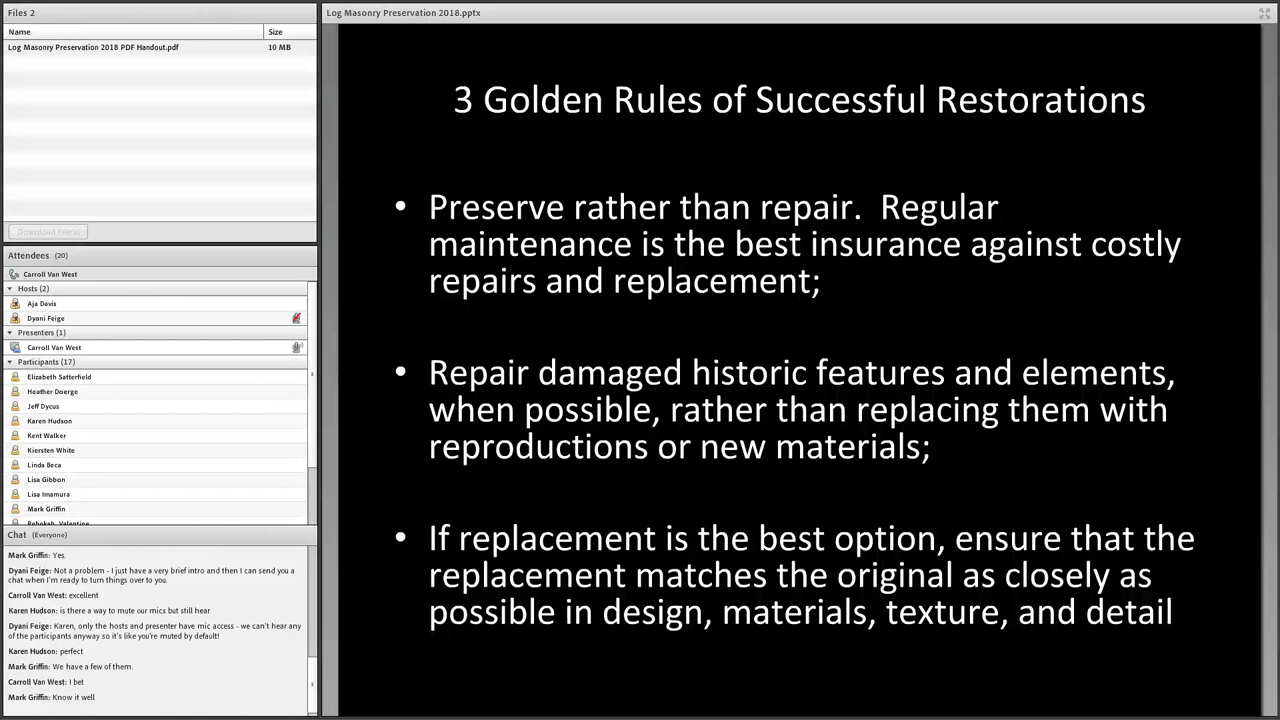 Files 2
Name Size
Log Masonry Preservation 2018 PDF Handout.pdf 10 MB
Download File(s)
Attendees (20)
Carroll Van West
Hosts (2)
Aja Davis
Dyani Feige
Presenters (1)
Carroll Van West
Participants (17)
Elizabeth Satterfield
Heather Doerge
Jeff Dycus
Karen Hudson
Kent Walker
Kiersten White
Linda Beca
Lisa Gibbon
Lisa Imamura
Mark Griffin
Rebekah Valentine
Chat (Everyone)
Mark Griffin: Yes.
Dyani Feige: Not a problem - I just have a very brief intro and then I can send you a
chat when I'm ready to turn things over to you.
Carroll Van West: excellent
Karen Hudson: is there a way to mute our mics but still hear
Dyani Feige: Karen, only the hosts and presenter have mic access - we can't hear any
of the participants anyway so it's like you're muted by default!
Karen Hudson: perfect
Mark Griffin: We have a few of them.
Carroll Van West: I bet
Mark Griffin: Know it well
Log Masonry Preservation 2018.pptx
3 Golden Rules of Successful Restorations
• Preserve rather than repair. Regular
maintenance is the best insurance against costly
repairs and replacement;
• Repair damaged historic features and elements,
when possible, rather than replacing them with
reproductions or new materials;
• If replacement is the best option, ensure that the
replacement matches the original as closely as
possible in design, materials, texture, and detail